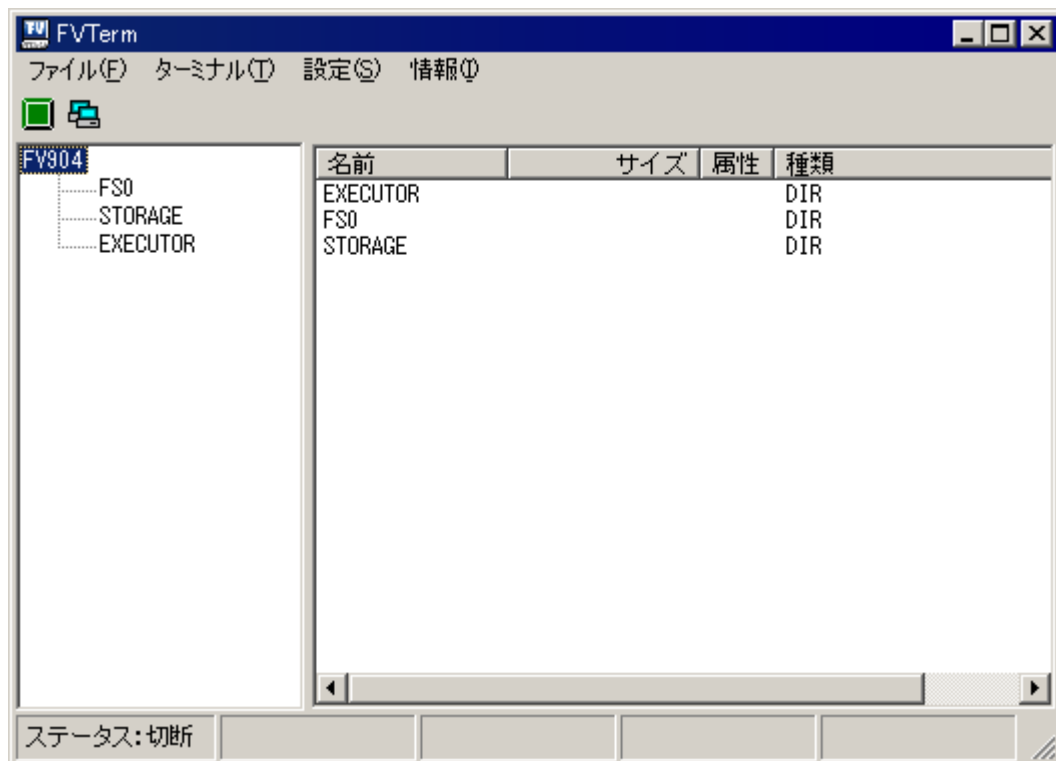 FVTerm
ファイル(F) ターミナル(T) 設定(S) 情報(I)
FV904
FS0
STORAGE
EXECUTOR
名前 サイズ 属性 種類
EXECUTOR DIR
FS0 DIR
STORAGE DIR
ステータス:切断